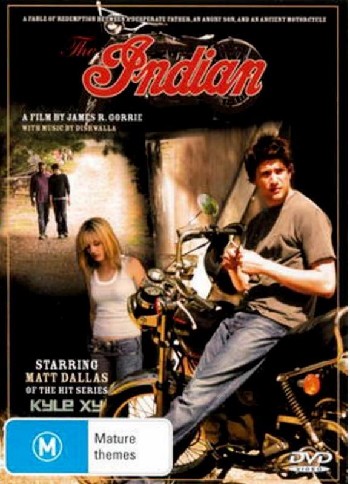 A FABLE OF REDEMPTION BETWEEN A DESPERATE FATHER, AN ANGRY SON, AND AN ANCIENT MOTORCYCLE
The
Indian
A FILM BY JAMES R. GORRIE
WITH MUSIC BY DISHWALLA
STARRING
MATT DALLAS
OF THE HIT SERIES
KYLE XY
M
Mature
themes
DVD
VIDEO